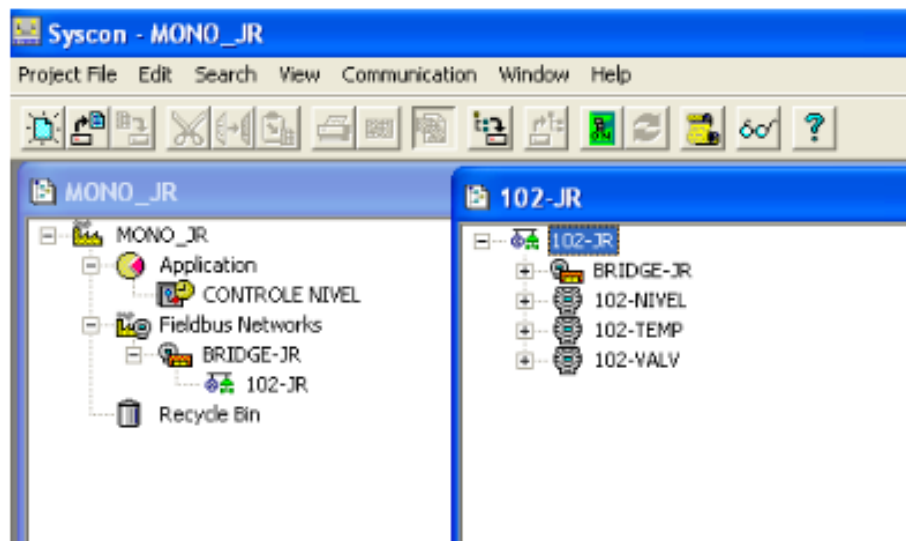 Syscon - MONO_JR
Project File Edit Search View Communication Window Help
MONO_JR
MONO_JR
Application
CONTROLE NIVEL
Fieldbus Networks
BRIDGE-JR
102-JR
Recycle Bin
102-JR
102-JR
BRIDGE-JR
102-NIVEL
102-TEMP
102-VALV